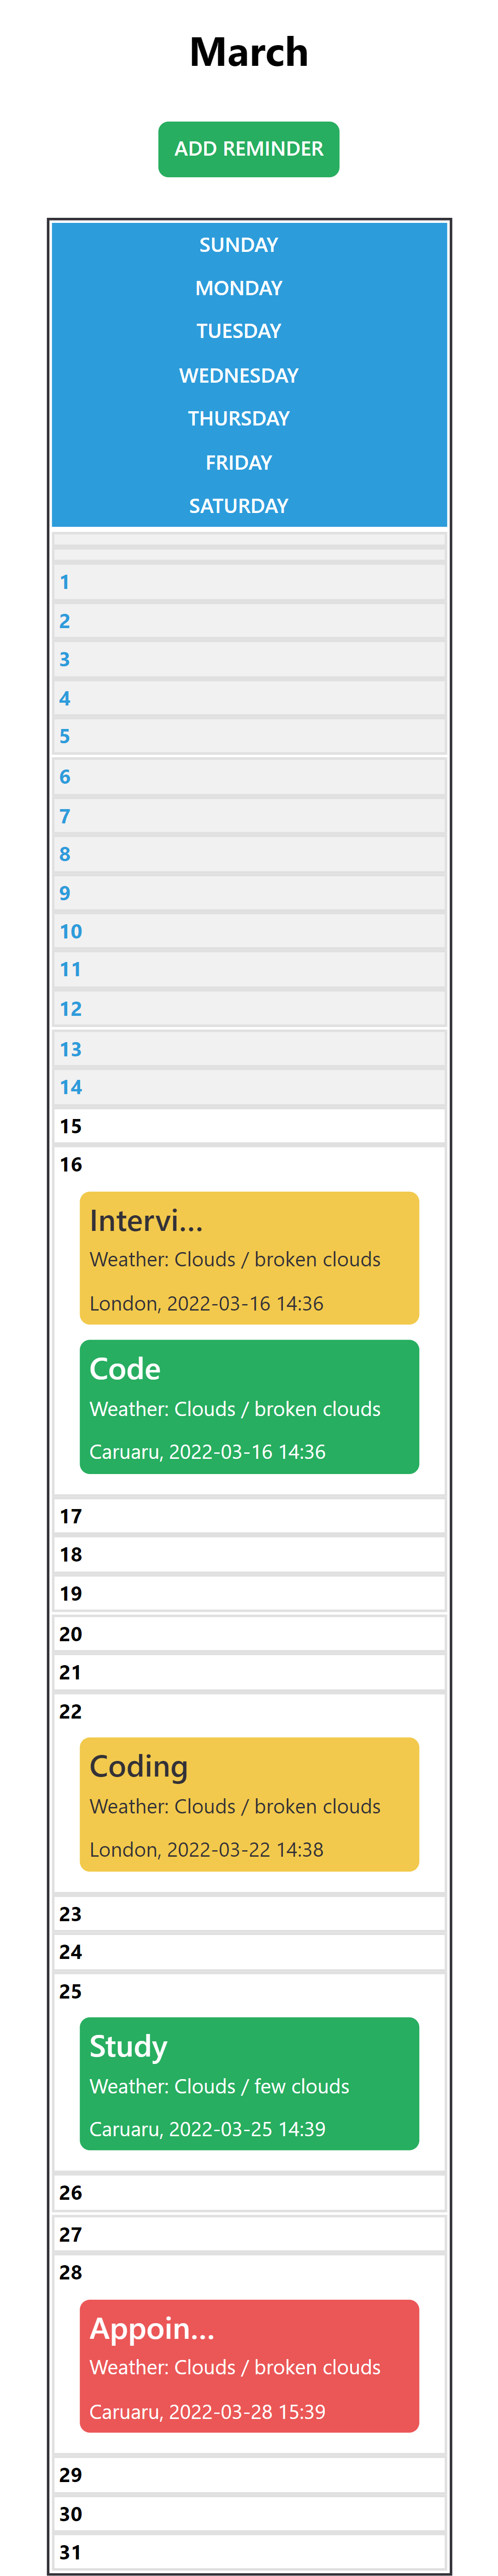 March
ADD REMINDER
SUNDAY
MONDAY
TUESDAY
WEDNESDAY
THURSDAY
FRIDAY
SATURDAY
1
2
3
4
5
6
7
8
9
10
11
12
13
14
15
16
Intervi...
Weather: Clouds / broken clouds
London, 2022-03-16 14:36
Code
Weather: Clouds / broken clouds
Caruaru, 2022-03-16 14:36
17
18
19
20
21
22
Coding
Weather: Clouds / broken clouds
London, 2022-03-22 14:38
23
24
25
Study
Weather: Clouds / few clouds
Caruaru, 2022-03-25 14:39
26
27
28
Appoin...
Weather: Clouds / broken clouds
Caruaru, 2022-03-28 15:39
29
30
31